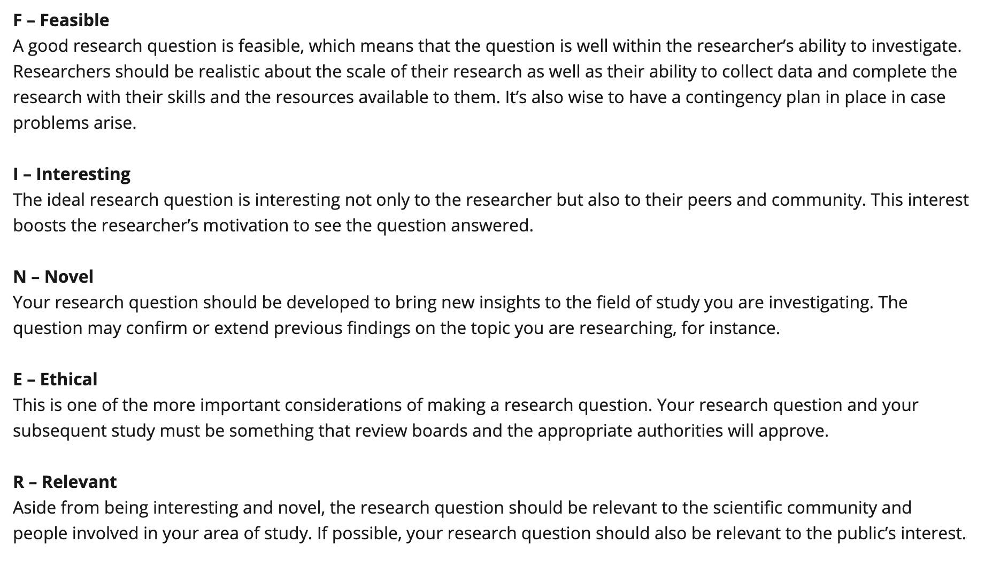 F – Feasible
A good research question is feasible, which means that the question is well within the researcher’s ability to investigate.
Researchers should be realistic about the scale of their research as well as their ability to collect data and complete the
research with their skills and the resources available to them. It’s also wise to have a contingency plan in place in case
problems arise.
I – Interesting
The ideal research question is interesting not only to the researcher but also to their peers and community. This interest
boosts the researcher’s motivation to see the question answered.
N – Novel
Your research question should be developed to bring new insights to the field of study you are investigating. The
question may confirm or extend previous findings on the topic you are researching, for instance.
E – Ethical
This is one of the more important considerations of making a research question. Your research question and your
subsequent study must be something that review boards and the appropriate authorities will approve.
R – Relevant
Aside from being interesting and novel, the research question should be relevant to the scientific community and
people involved in your area of study. If possible, your research question should also be relevant to the public’s interest.